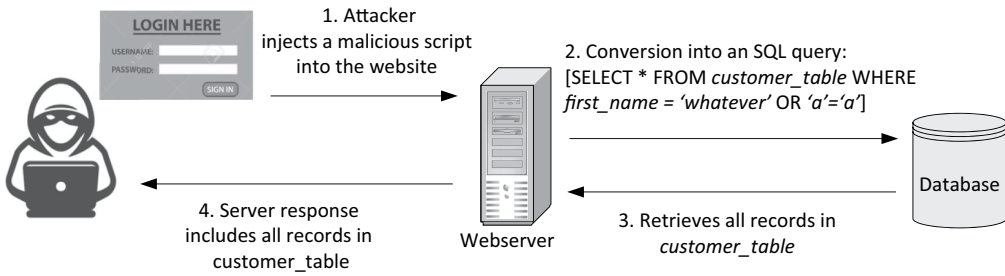 LOGIN HERE
USERNAME:
PASSWORD:
SIGN IN
1. Attacker
injects a malicious script
into the website
2. Conversion into an SQL query:
[SELECT * FROM customer_table WHERE
first_name = ‘whatever’ OR ‘a’=‘a’]
Database
3. Retrieves all records in
customer_table
Webserver
4. Server response
includes all records in
customer_table